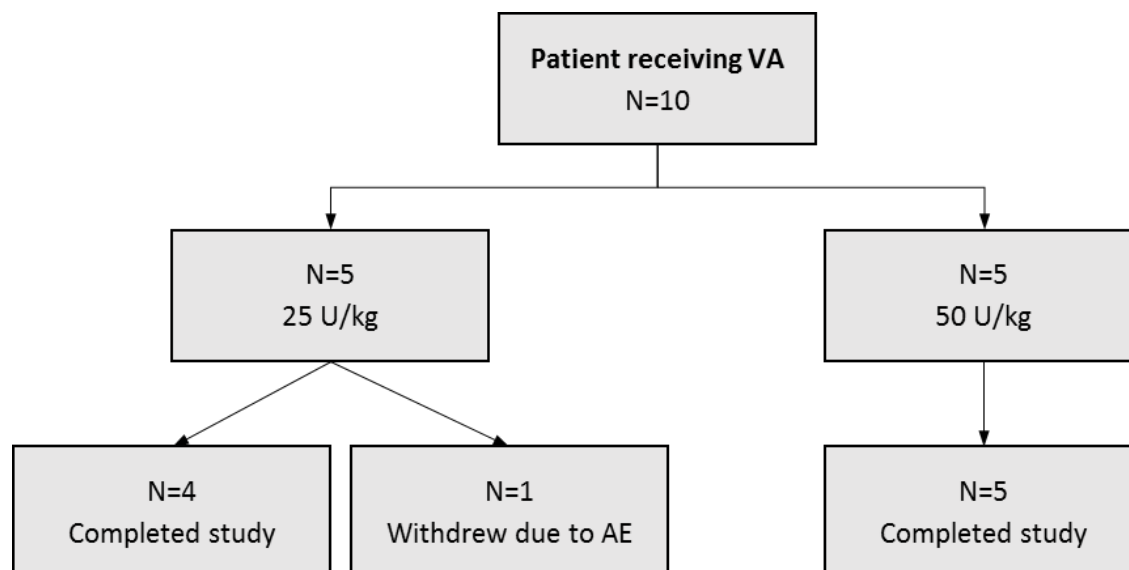 Patient receiving VA
N=10
N=5
25 U/kg
N=5
50 U/kg
N=4
Completed study
N=1
Withdrew due to AE
N=5
Completed study